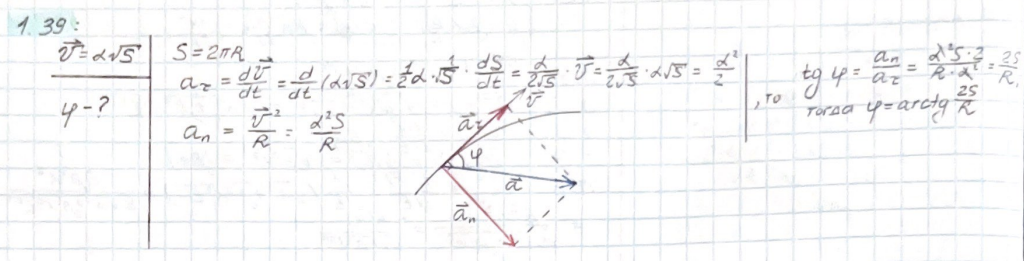 1.39:
v⃗ = α√S
φ - ?
S = 2πR
a_τ = dv⃗/dt = d/dt (α√S) = 1/2 α · 1/√S · dS/dt = α/(2√S) · v⃗ = α/(2√S) · α√S = α²/2
a_n = v⃗²/R = α²S/R
v⃗
a⃗_τ
φ
a⃗
a⃗_n
, то
tg φ = a_n/a_τ = α²S·2/(R·α²) = 2S/R
тогда φ = arctg 2S/R